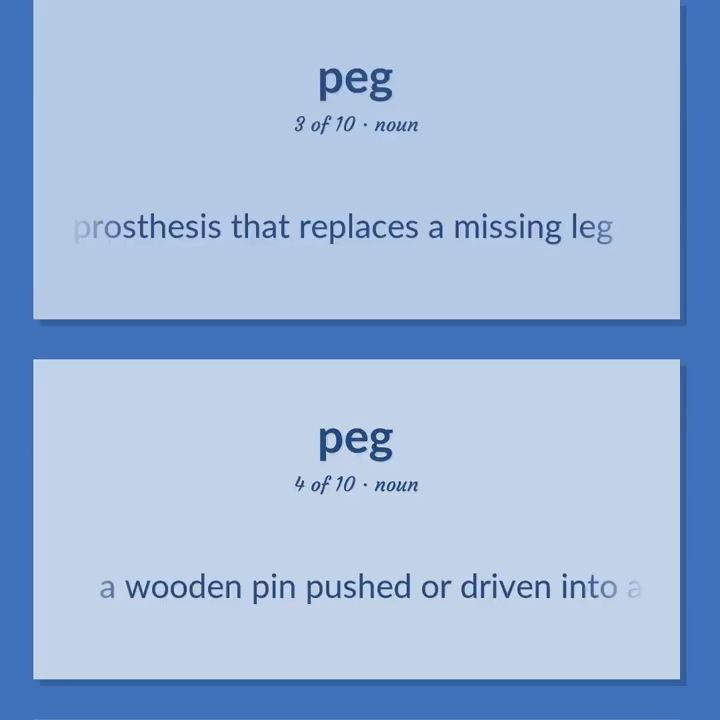 peg
3 of 10 · noun
prosthesis that replaces a missing leg
peg
4 of 10 · noun
a wooden pin pushed or driven into a